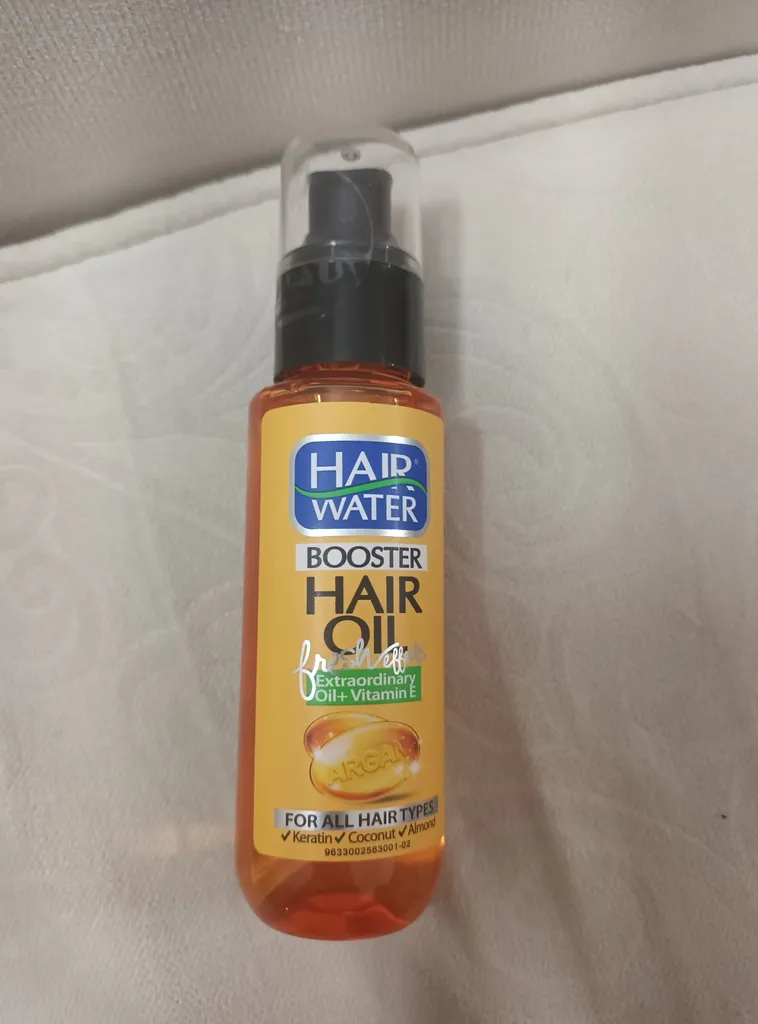 HAIR®
WATER
BOOSTER
HAIR
OIL
fresh effect
Extraordinary
Oil+ Vitamin E
ARGAN
FOR ALL HAIR TYPES
✓Keratin ✓ Coconut ✓Almond
9633002563001-02